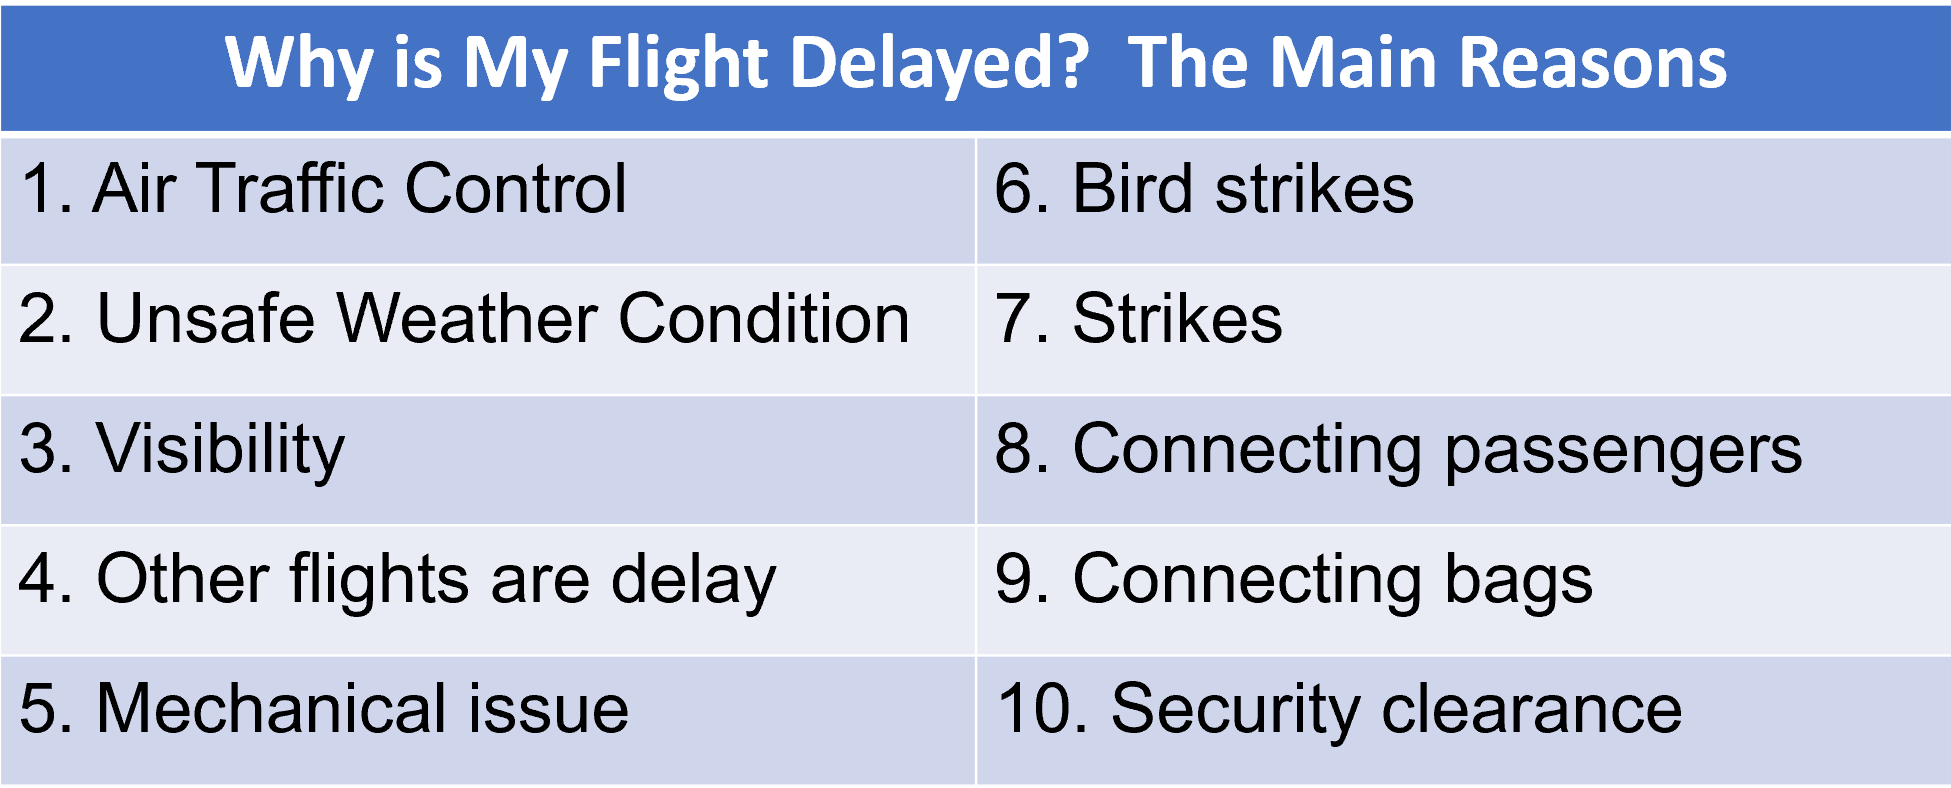 Why is My Flight Delayed?  The Main Reasons
1. Air Traffic Control
2. Unsafe Weather Condition
3. Visibility
4. Other flights are delay
5. Mechanical issue
6. Bird strikes
7. Strikes
8. Connecting passengers
9. Connecting bags
10. Security clearance